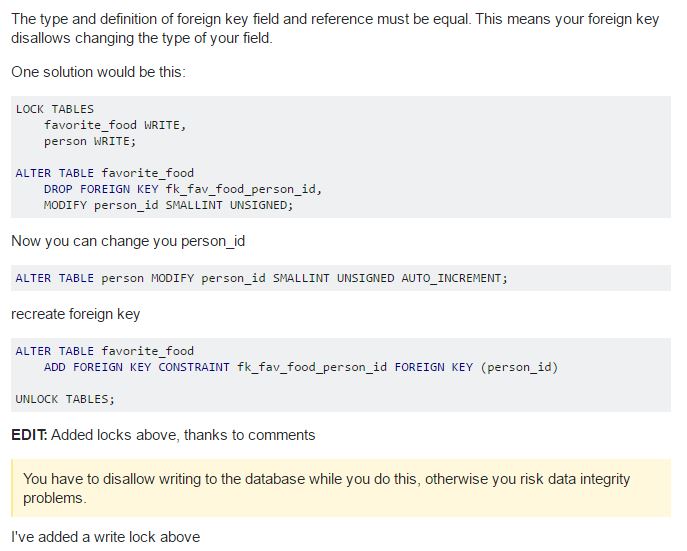 The type and definition of foreign key field and reference must be equal. This means your foreign key
disallows changing the type of your field.
One solution would be this:
LOCK TABLES
    favorite_food WRITE,
    person WRITE;
ALTER TABLE favorite_food
    DROP FOREIGN KEY fk_fav_food_person_id,
    MODIFY person_id SMALLINT UNSIGNED;
Now you can change you person_id
ALTER TABLE person MODIFY person_id SMALLINT UNSIGNED AUTO_INCREMENT;
recreate foreign key
ALTER TABLE favorite_food
    ADD FOREIGN KEY CONSTRAINT fk_fav_food_person_id FOREIGN KEY (person_id)
UNLOCK TABLES;
EDIT: Added locks above, thanks to comments
You have to disallow writing to the database while you do this, otherwise you risk data integrity
problems.
I've added a write lock above